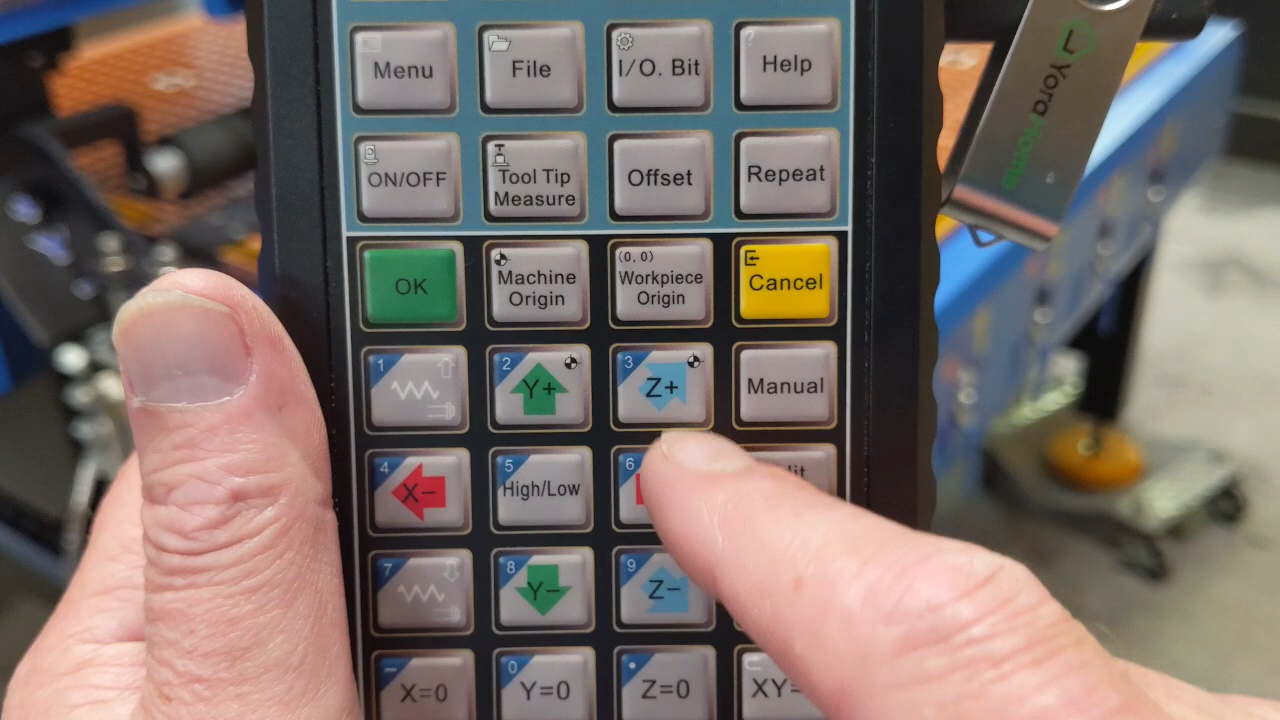 Menu
File
I/O. Bit
Help
ON/OFF
Tool Tip
Measure
Offset
Repeat
OK
Machine
Origin
(0, 0)
Workpiece
Origin
Cancel
1
2
Y+
3
Z+
Manual
4
X-
5
High/Low
6
7
8
Y-
9
Z-
-
X=0
0
Y=0
•
Z=0
YoraHome